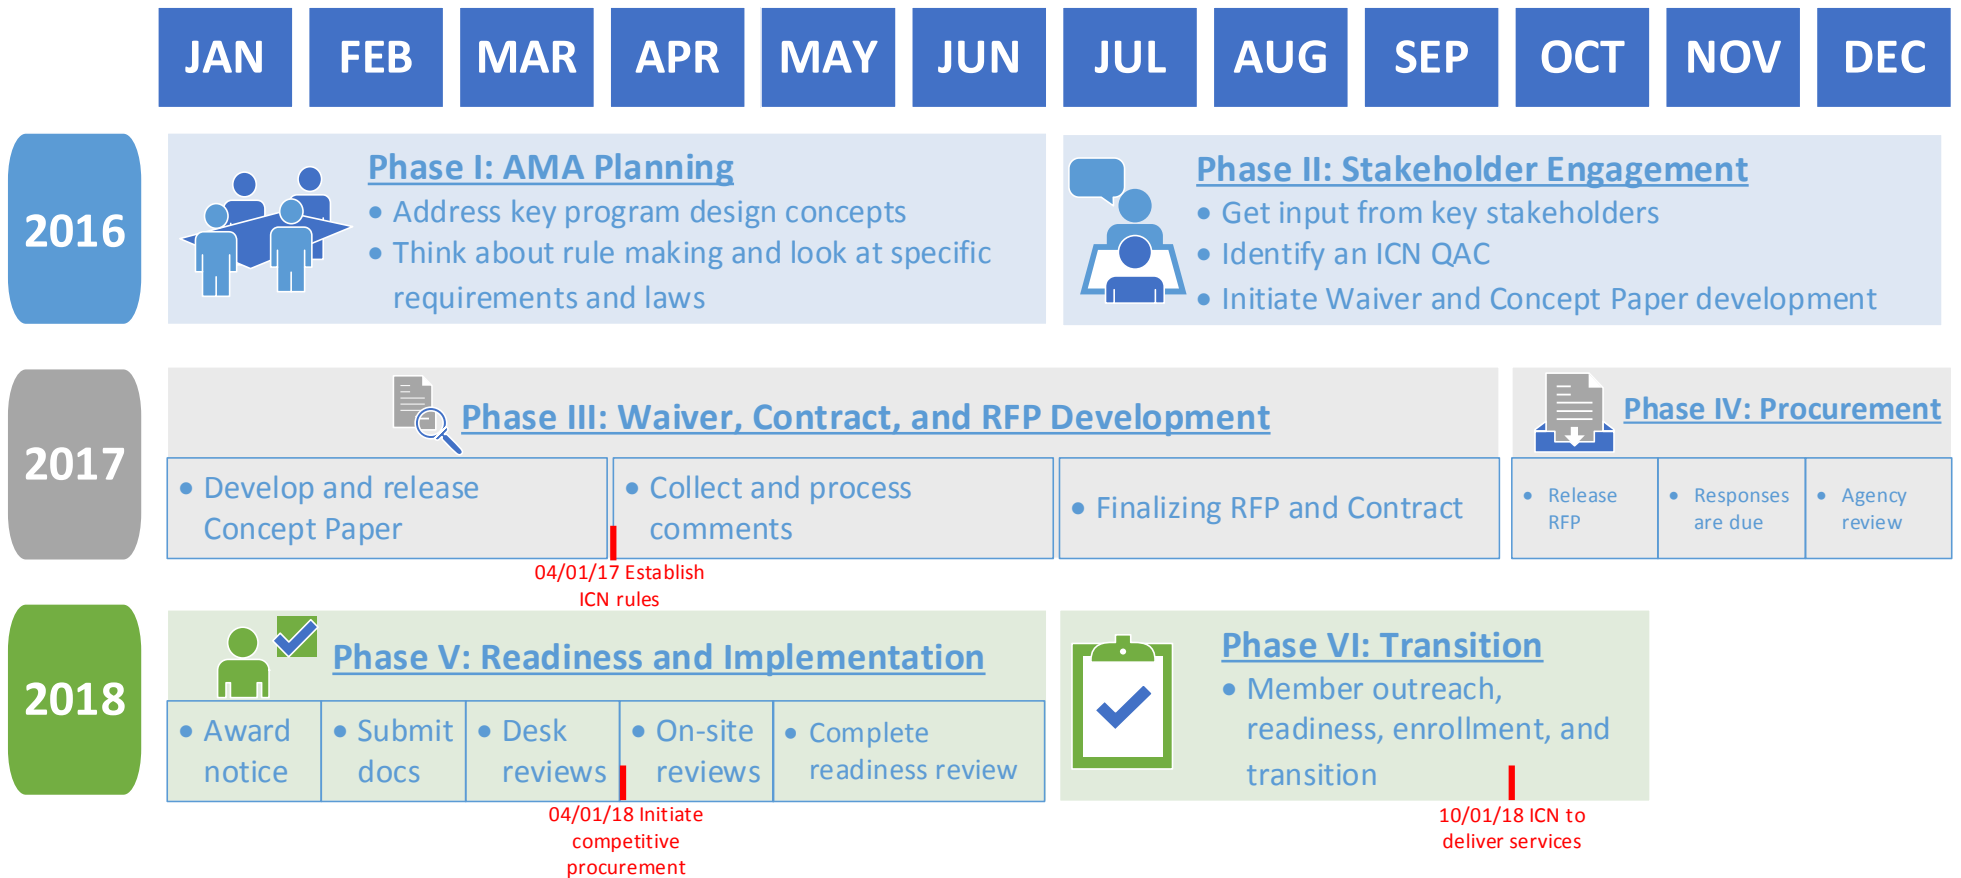 JAN FEB MAR APR MAY JUN JUL AUG SEP OCT NOV DEC
2016
Phase I: AMA Planning
• Address key program design concepts
• Think about rule making and look at specific
requirements and laws
Phase II: Stakeholder Engagement
• Get input from key stakeholders
• Identify an ICN QAC
• Initiate Waiver and Concept Paper development
2017
Phase III: Waiver, Contract, and RFP Development
• Develop and release
Concept Paper
• Collect and process
comments
• Finalizing RFP and Contract
04/01/17 Establish
ICN rules
Phase IV: Procurement
• Release
RFP
• Responses
are due
• Agency
review
2018
Phase V: Readiness and Implementation
• Award
notice
• Submit
docs
• Desk
reviews
• On-site
reviews
• Complete
readiness review
04/01/18 Initiate
competitive
procurement
Phase VI: Transition
• Member outreach,
readiness, enrollment, and
transition
10/01/18 ICN to
deliver services